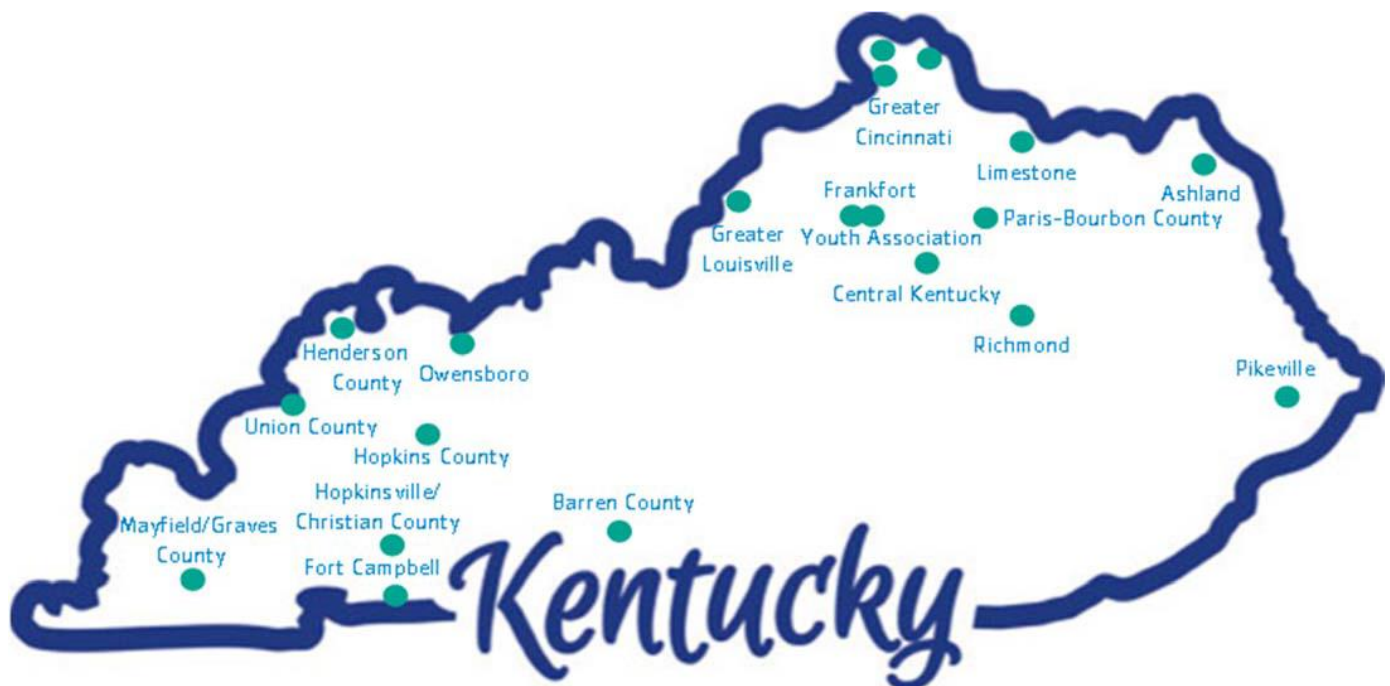 Greater
Cincinnati
Limestone
Ashland
Frankfort
Paris-Bourbon County
Greater
Louisville
Youth Association
Central Kentucky
Richmond
Henderson
County
Owensboro
Pikeville
Union County
Hopkins County
Hopkinsville/
Christian County
Barren County
Mayfield/Graves
County
Fort Campbell
Kentucky